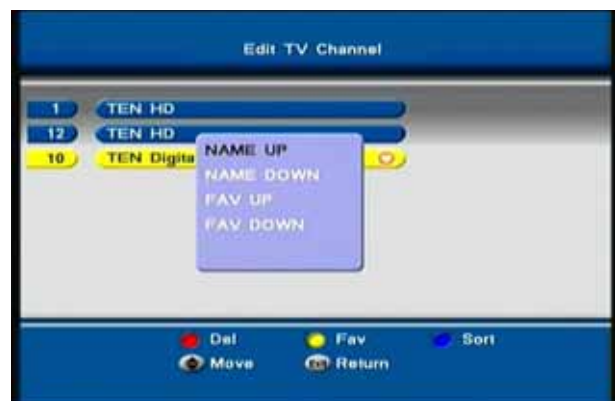 Edit TV Channel
1 TEN HD
12 TEN HD
10 TEN Digita
NAME UP
NAME DOWN
FAV UP
FAV DOWN
Del Fav Sort
Move Return